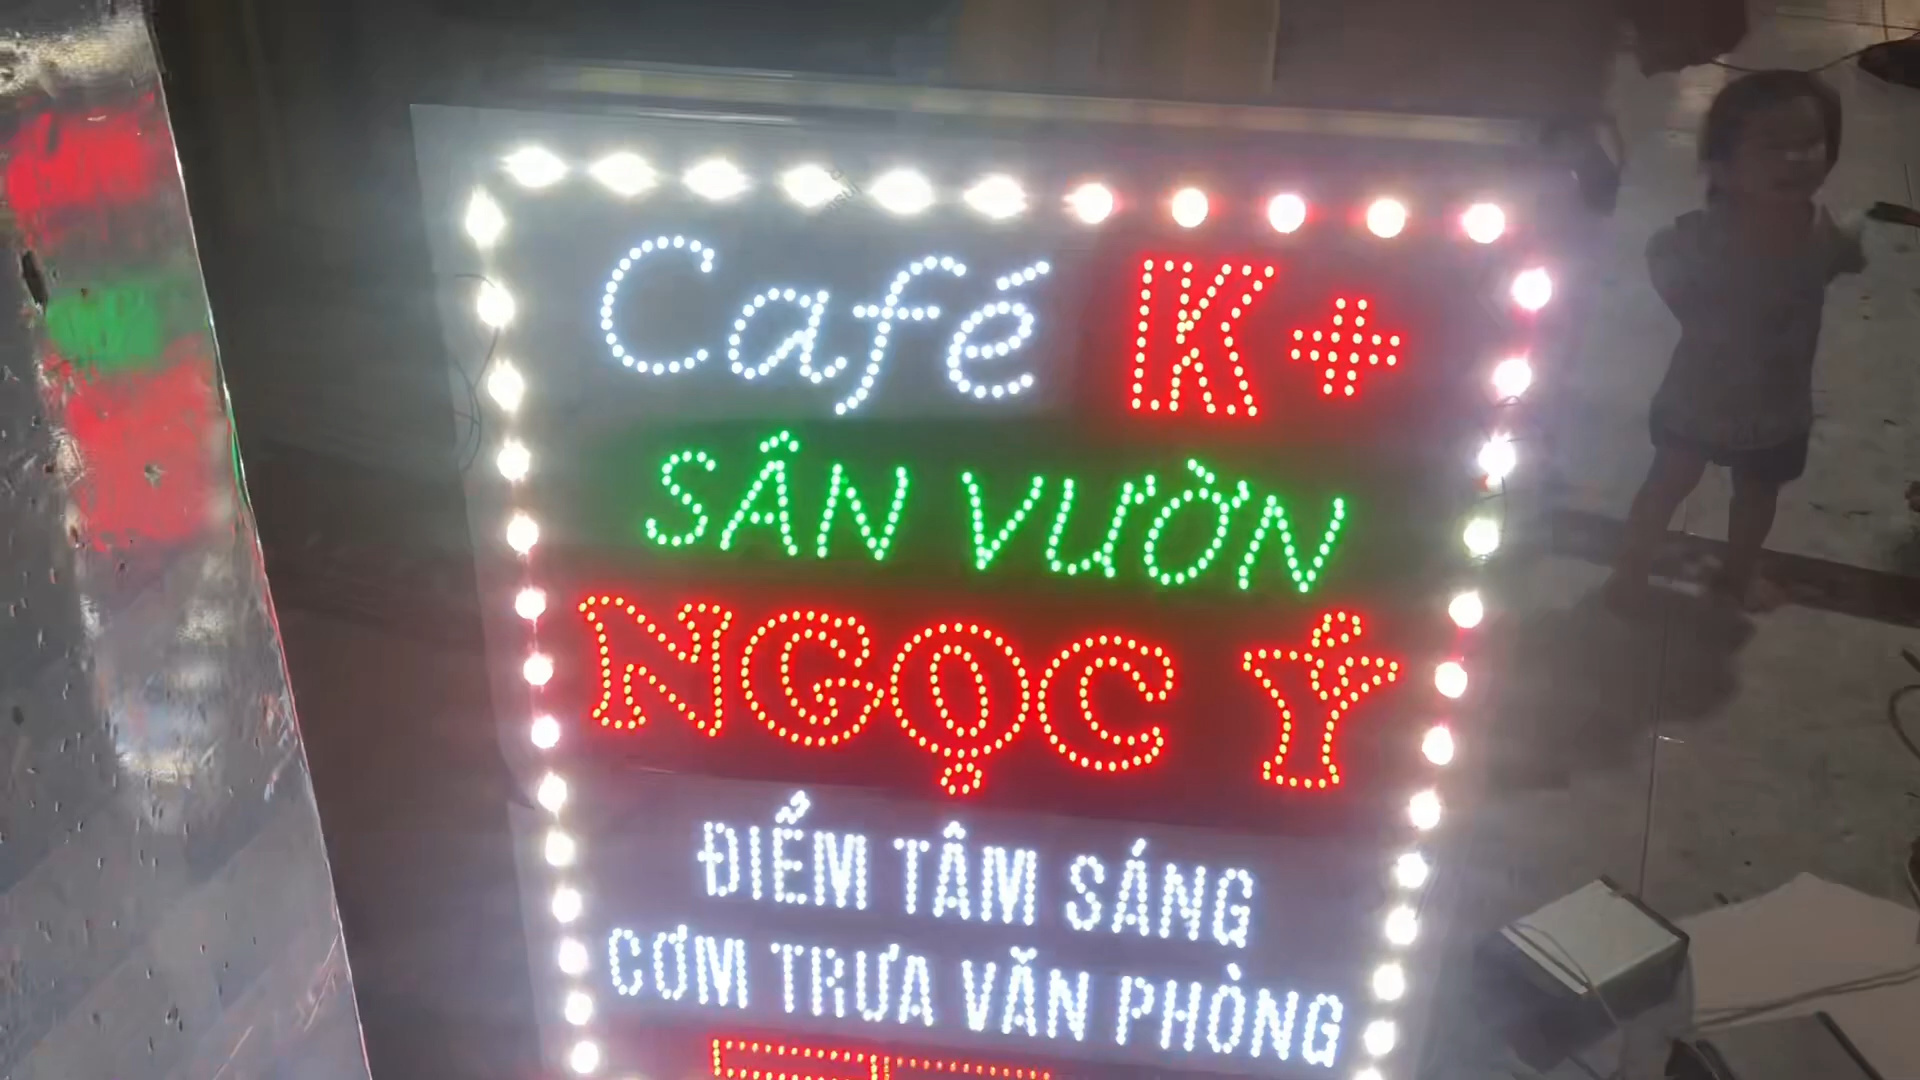 Café K+
SÂN VƯỜN
NGỌC Ý
ĐIỂM TÂM SÁNG
CƠM TRƯA VĂN PHÒNG